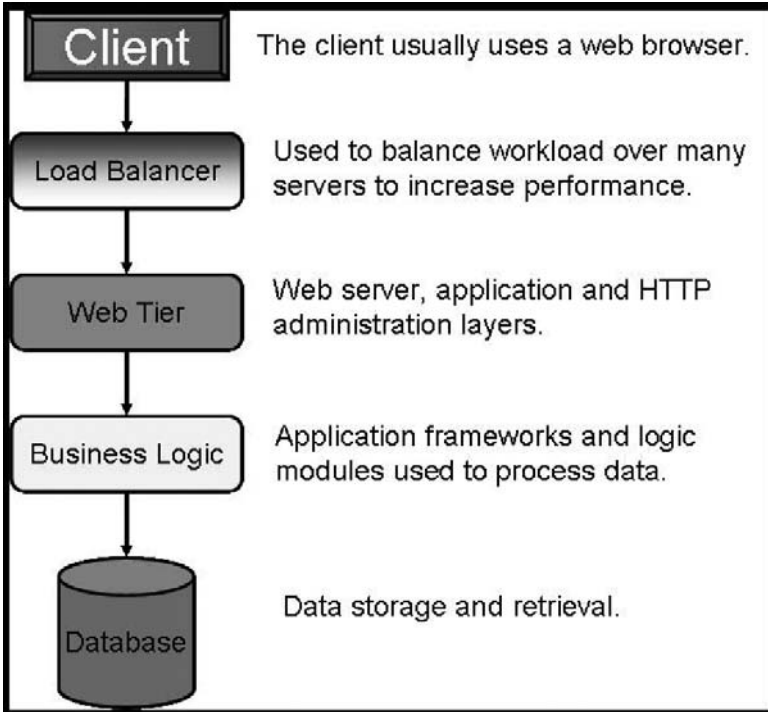 Client
The client usually uses a web browser.
Load Balancer
Used to balance workload over many
servers to increase performance.
Web Tier
Web server, application and HTTP
administration layers.
Business Logic
Application frameworks and logic
modules used to process data.
Database
Data storage and retrieval.